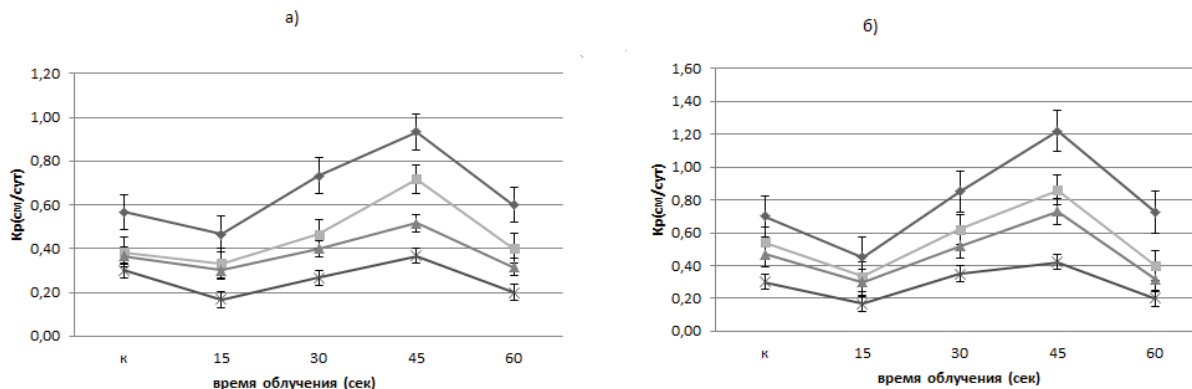 а)
1,20
1,00
0,80
0,60
0,40
0,20
0,00
Кр(см/сут)
к 15 30 45 60
время облучения (сек)
б)
1,60
1,40
1,20
1,00
0,80
0,60
0,40
0,20
0,00
Кр(см/сут)
к 15 30 45 60
время облучения (сек)